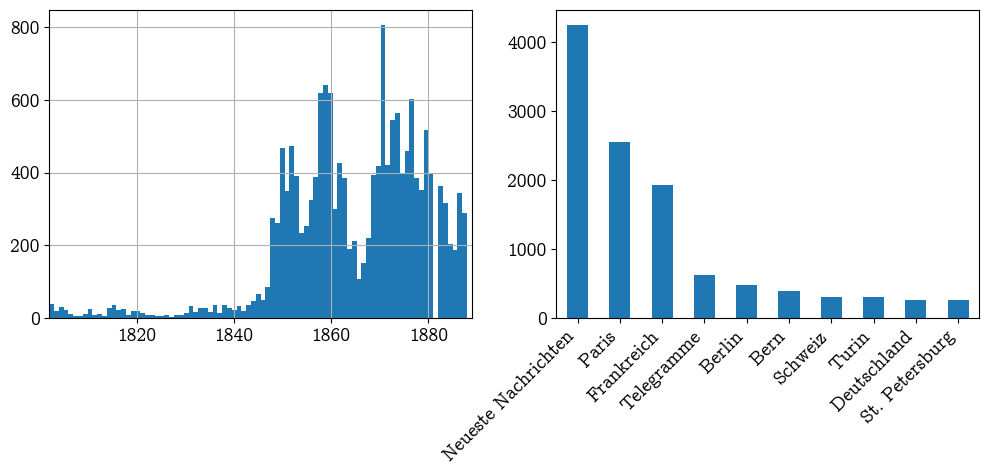 800
600
400
200
0
1820 1840 1860 1880
4000
3000
2000
1000
0
Neueste Nachrichten
Paris
Frankreich
Telegramme
Berlin
Bern
Schweiz
Turin
Deutschland
St. Petersburg